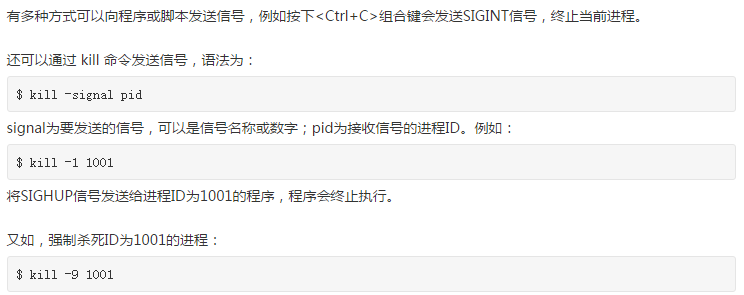 有多种方式可以向程序或脚本发送信号，例如按下<Ctrl+C>组合键会发送SIGINT信号，终止当前进程。
还可以通过 kill 命令发送信号，语法为：
$ kill -signal pid
signal为要发送的信号，可以是信号名称或数字；pid为接收信号的进程ID。例如：
$ kill -1 1001
将SIGHUP信号发送给进程ID为1001的程序，程序会终止执行。
又如，强制杀死ID为1001的进程：
$ kill -9 1001